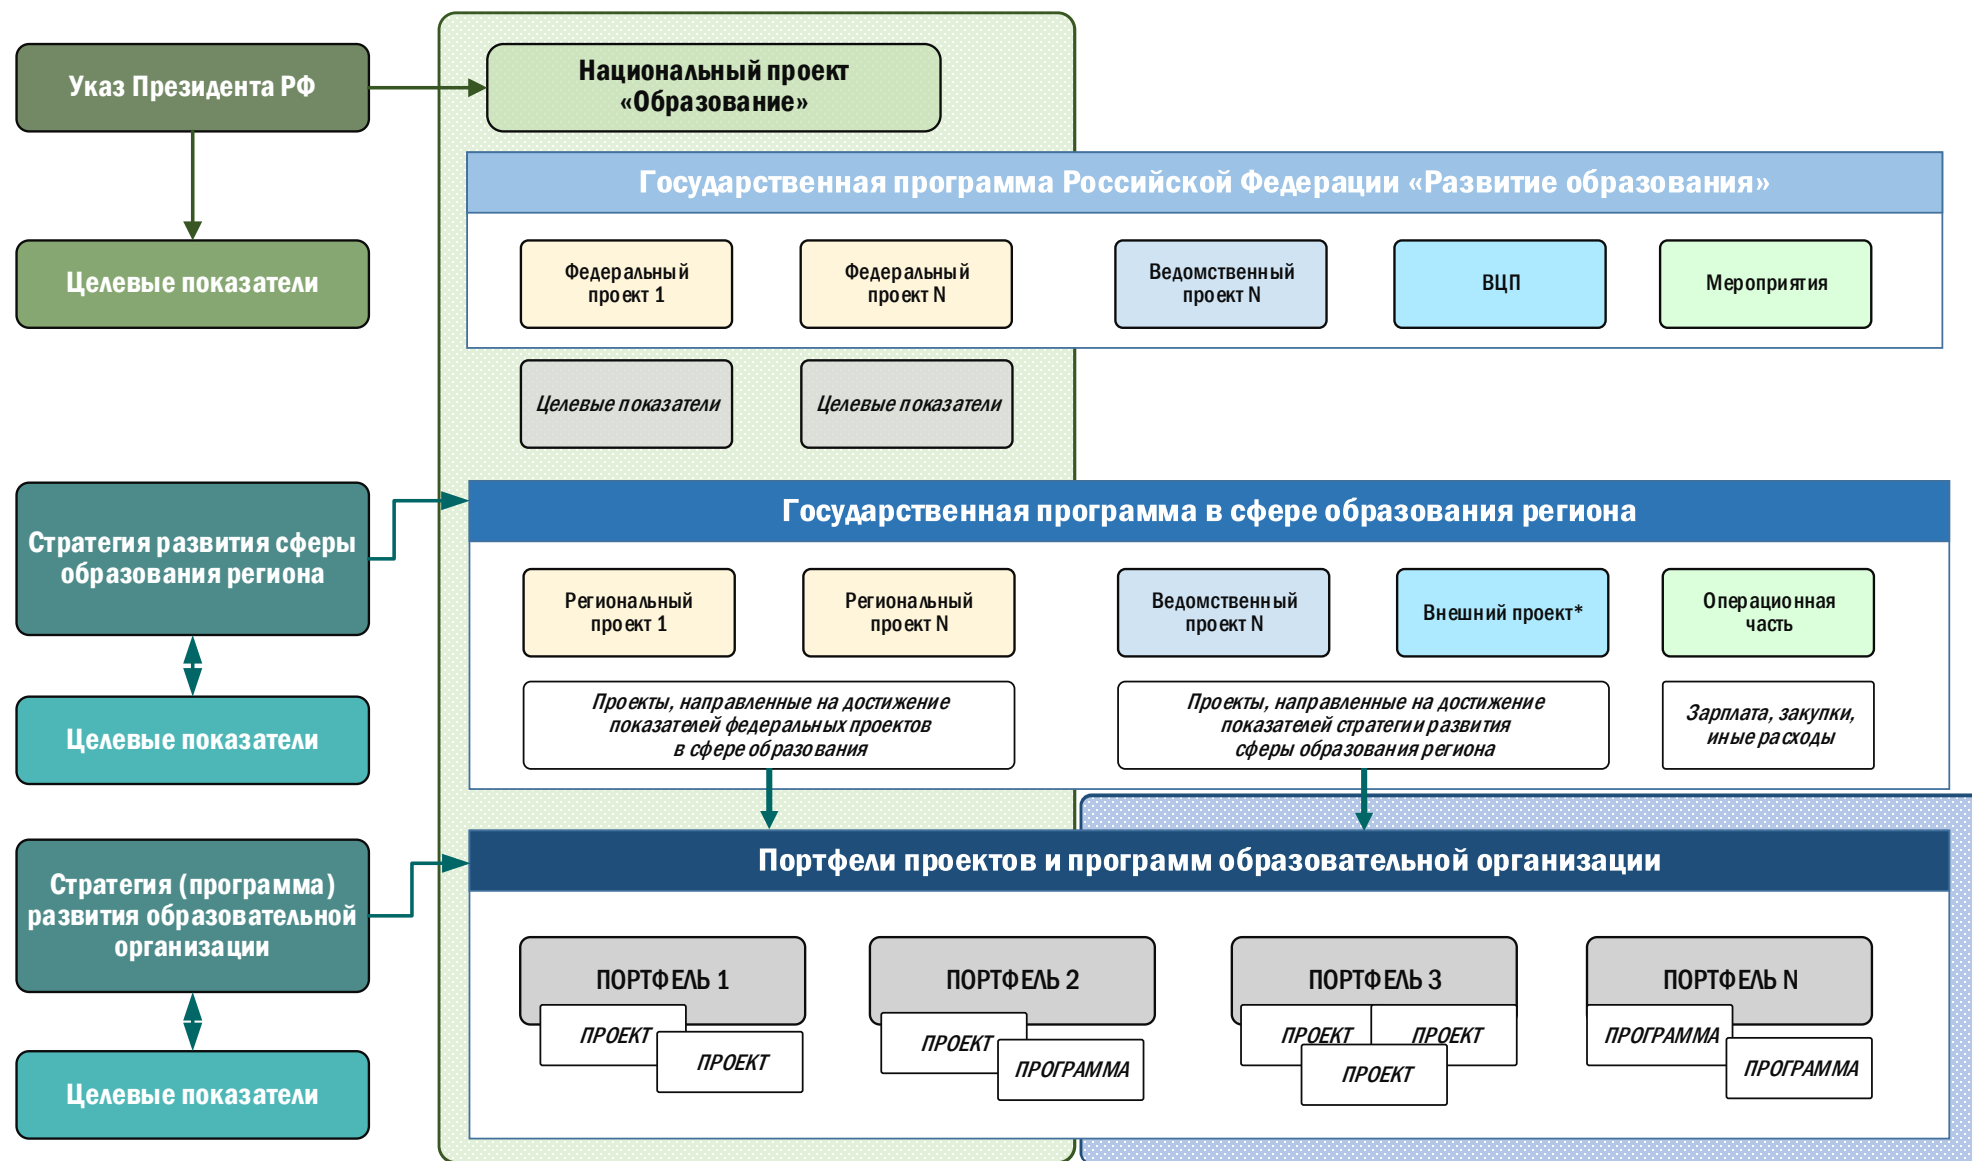 Указ Президента РФ
Национальный проект
«Образование»
Государственная программа Российской Федерации «Развитие образования»
Целевые показатели
Федеральный
проект 1
Федеральный
проект N
Ведомственный
проект N
ВЦП
Мероприятия
Целевые показатели
Целевые показатели
Стратегия развития сферы
образования региона
Государственная программа в сфере образования региона
Региональный
проект 1
Региональный
проект N
Ведомственный
проект N
Внешний проект*
Операционная
часть
Целевые показатели
Проекты, направленные на достижение
показателей федеральных проектов
в сфере образования
Проекты, направленные на достижение
показателей стратегии развития
сферы образования региона
Зарплата, закупки,
иные расходы
Стратегия (программа)
развития образовательной
организации
Портфели проектов и программ образовательной организации
ПОРТФЕЛЬ 1
ПРОЕКТ
ПРОЕКТ
ПОРТФЕЛЬ 2
ПРОЕКТ
ПРОГРАММА
ПОРТФЕЛЬ 3
ПРОЕКТ
ПРОЕКТ
ПРОЕКТ
ПОРТФЕЛЬ N
ПРОГРАММА
ПРОГРАММА
Целевые показатели